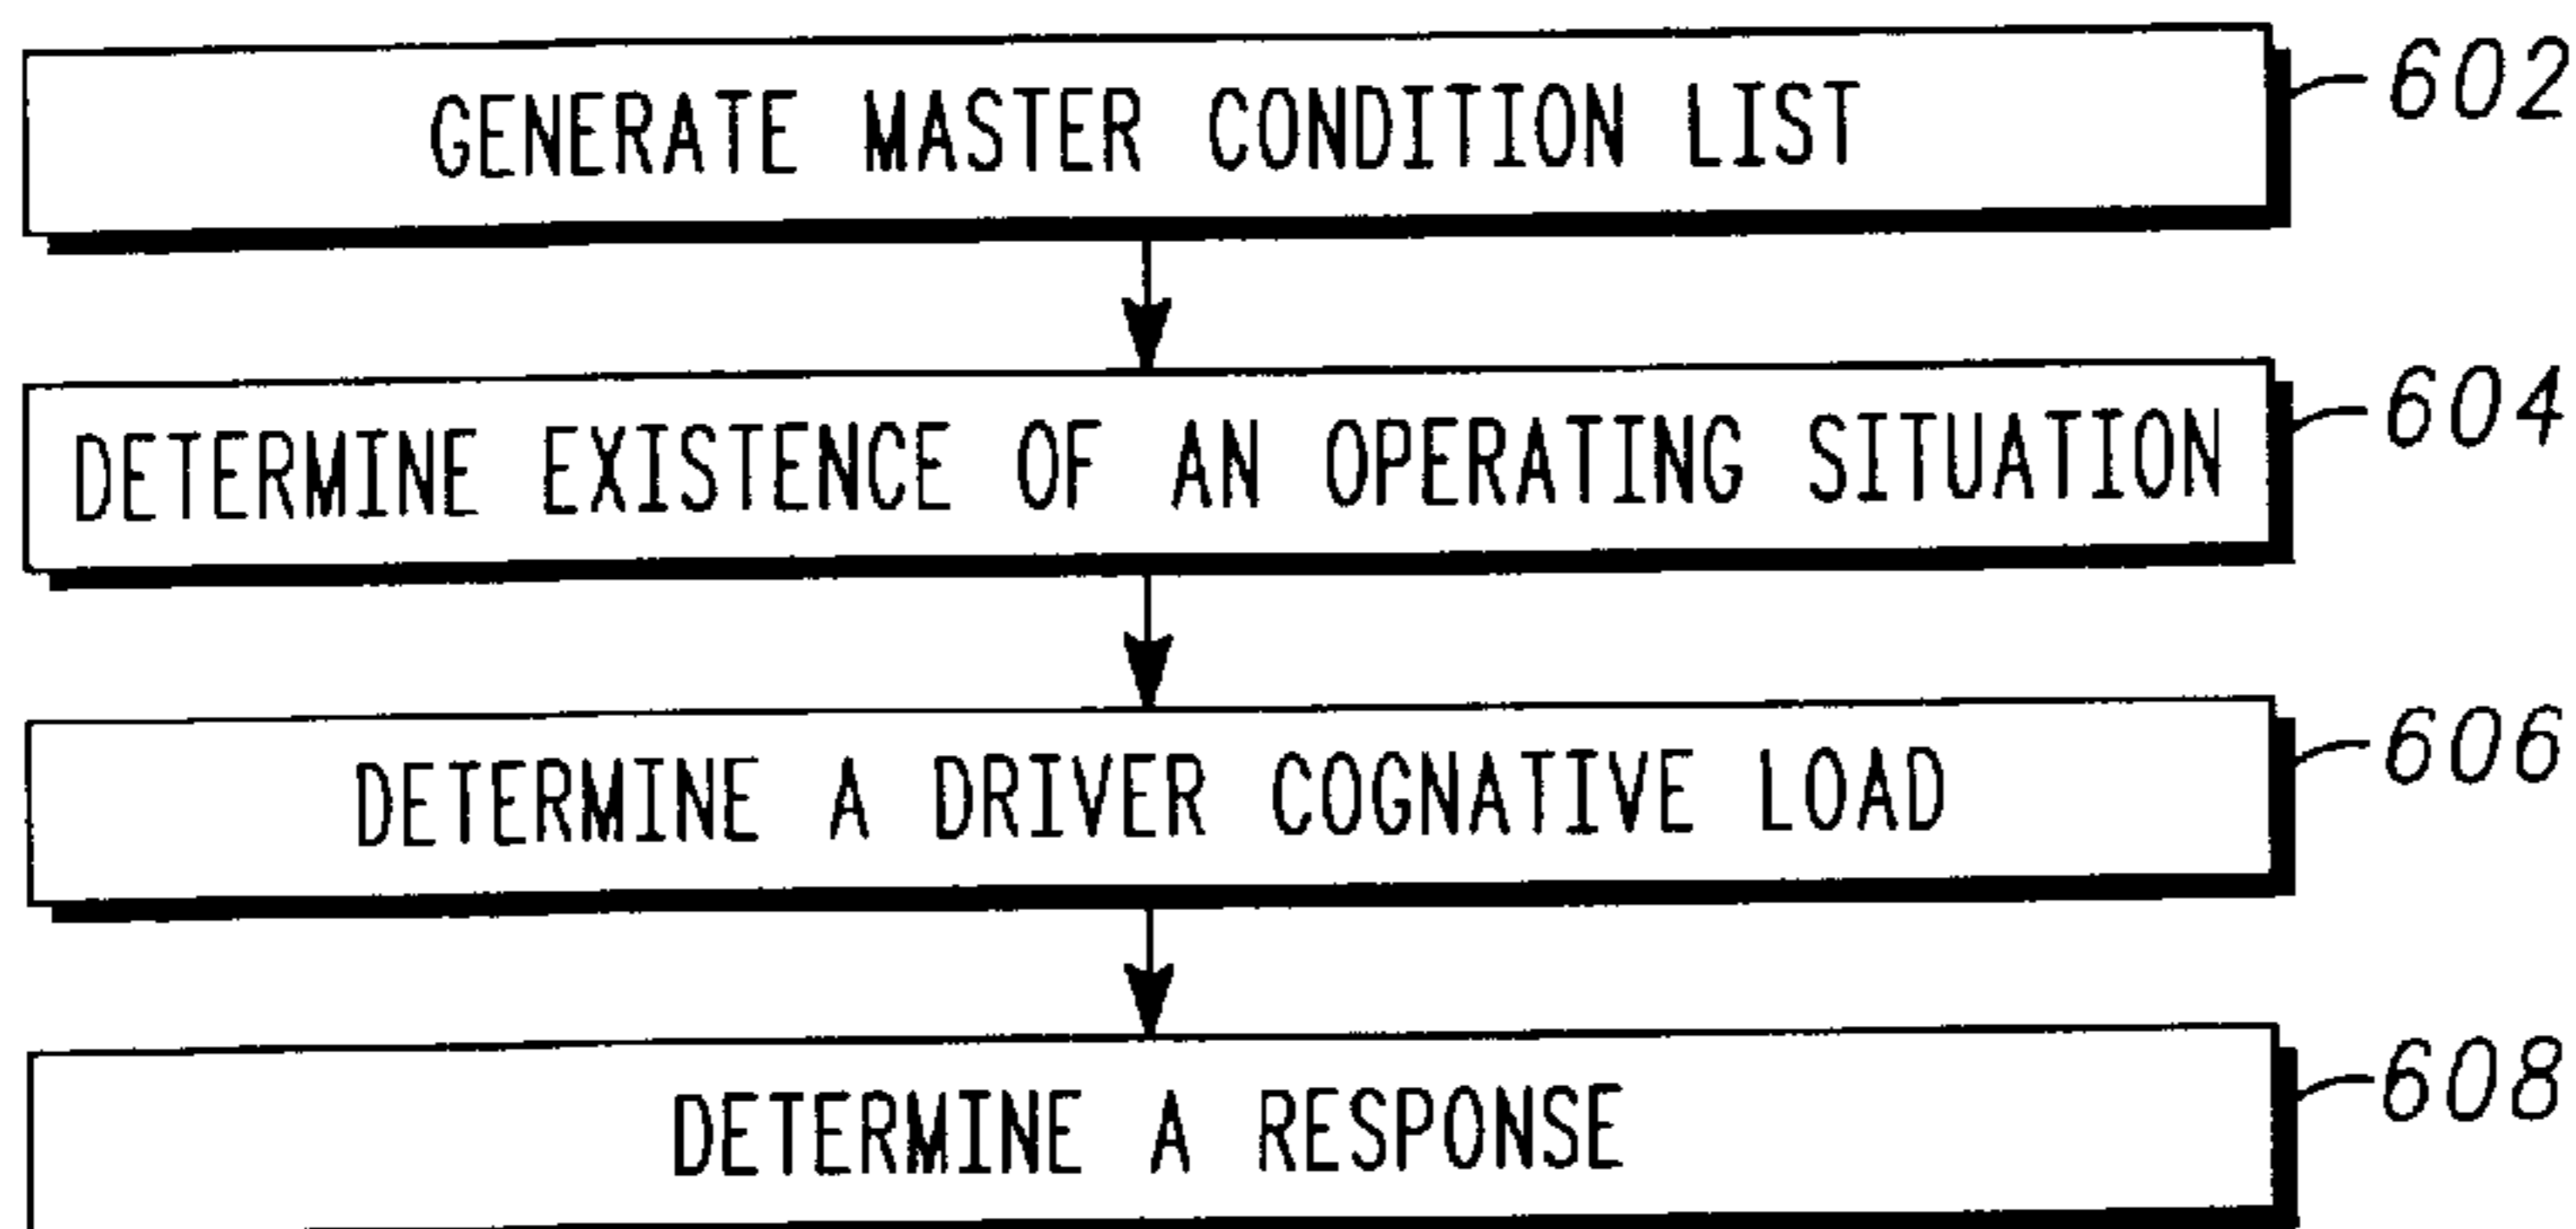 GENERATE MASTER CONDITION LIST 602
DETERMINE EXISTENCE OF AN OPERATING SITUATION 604
DETERMINE A DRIVER COGNATIVE LOAD 606
DETERMINE A RESPONSE 608